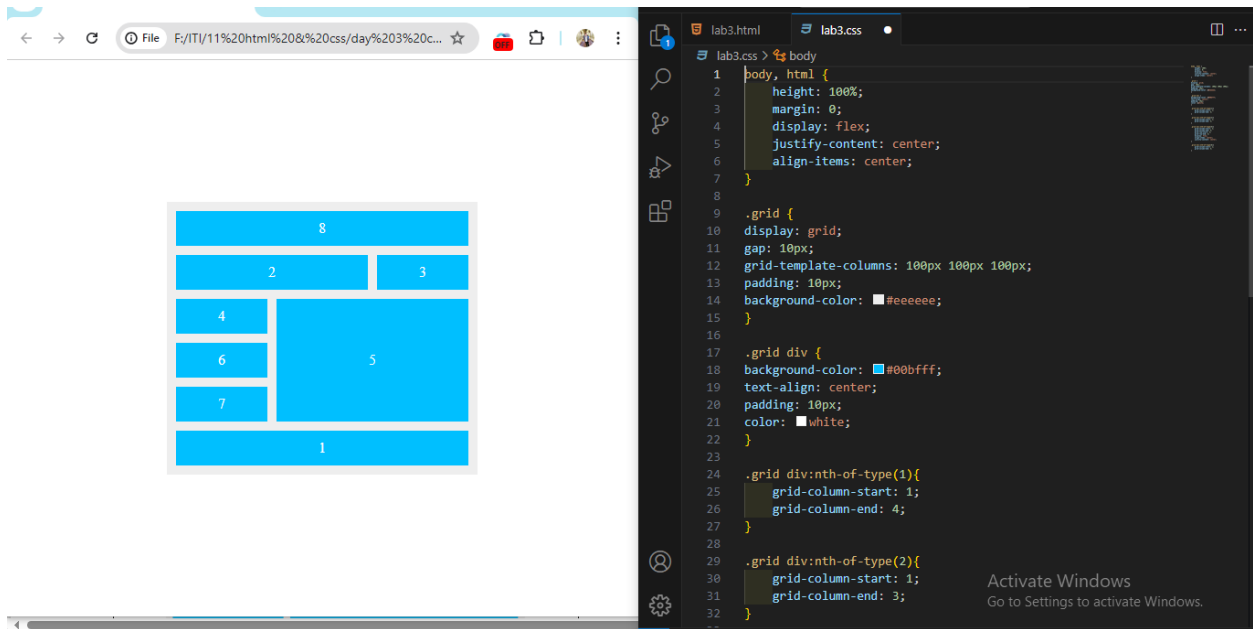 File F:/ITI/11%20html%20&%20css/day%203%20c...
OFF
8
2 3
4
5
6
7
1
1
lab3.html lab3.css
lab3.css > body
1 body, html {
2 height: 100%;
3 margin: 0;
4 display: flex;
5 justify-content: center;
6 align-items: center;
7 }
8
9 .grid {
10 display: grid;
11 gap: 10px;
12 grid-template-columns: 100px 100px 100px;
13 padding: 10px;
14 background-color: #eeeeee;
15 }
16
17 .grid div {
18 background-color: #00bfff;
19 text-align: center;
20 padding: 10px;
21 color: white;
22 }
23
24 .grid div:nth-of-type(1){
25 grid-column-start: 1;
26 grid-column-end: 4;
27 }
28
29 .grid div:nth-of-type(2){
30 grid-column-start: 1;
31 grid-column-end: 3;
32 }
Activate Windows
Go to Settings to activate Windows.